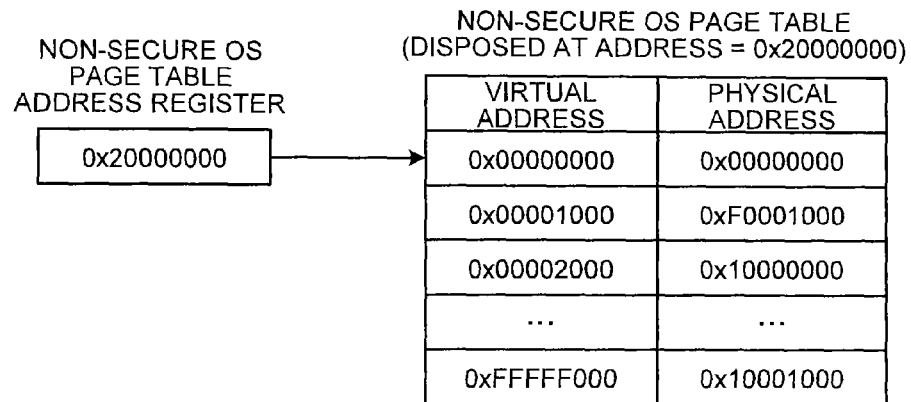 NON-SECURE OS
PAGE TABLE
ADDRESS REGISTER
0x20000000
NON-SECURE OS PAGE TABLE
(DISPOSED AT ADDRESS = 0x20000000)
VIRTUAL
ADDRESS
PHYSICAL
ADDRESS
0x00000000
0x00000000
0x00001000
0xF0001000
0x00002000
0x10000000
...
...
0xFFFFF000
0x10001000